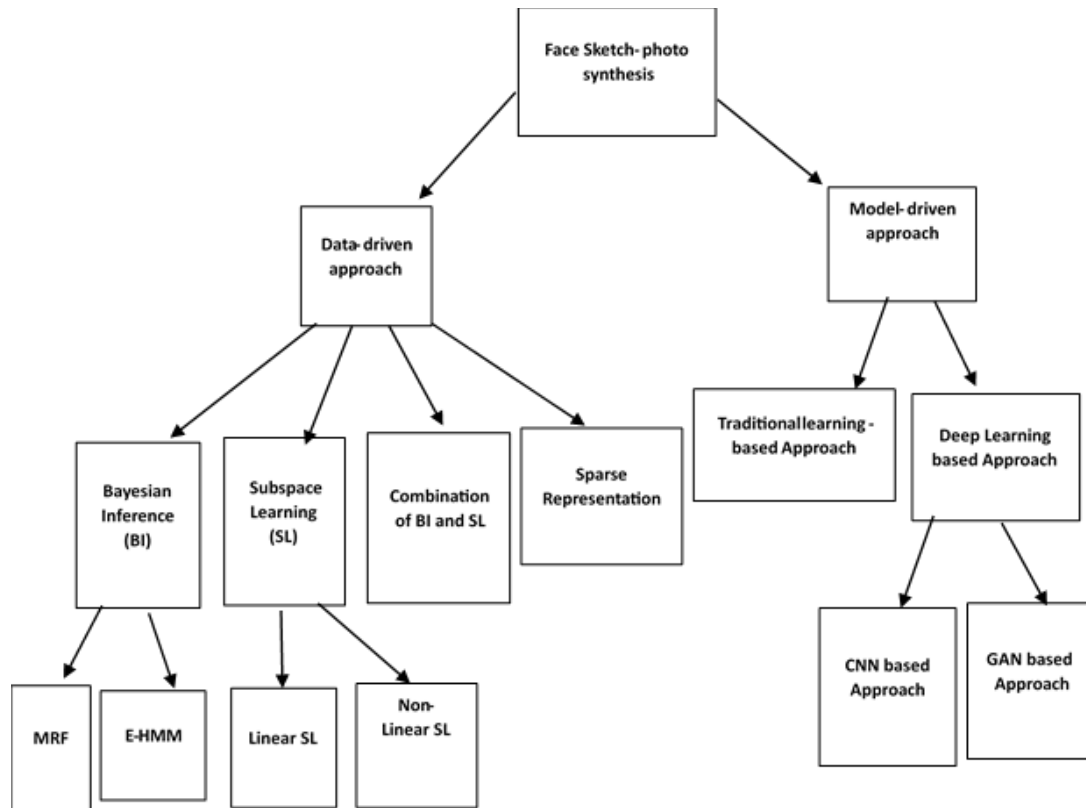 Face Sketch-photo
synthesis
Data-driven
approach
Model-driven
approach
Bayesian
Inference
(BI)
Subspace
Learning
(SL)
Combination
of BI and SL
Sparse
Representation
Traditional learning-
based Approach
Deep Learning
based Approach
MRF
E-HMM
Linear SL
Non-
Linear SL
CNN based
Approach
GAN based
Approach